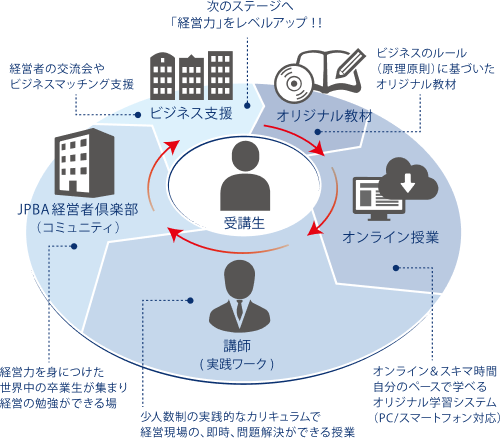 次のステージへ
「経営力」をレベルアップ！！
経営者の交流会や
ビジネスマッチング支援
ビジネスのルール
（原理原則）に基づいた
オリジナル教材
ビジネス支援
オリジナル教材
JPBA経営者倶楽部
（コミュニティ）
受講生
オンライン授業
講師
（実践ワーク）
経営力を身につけた
世界中の卒業生が集まり
経営の勉強ができる場
少人数制の実践的なカリキュラムで
経営現場の、即時、問題解決ができる授業
オンライン＆スキマ時間
自分のペースで学べる
オリジナル学習システム
（PC/スマートフォン対応）